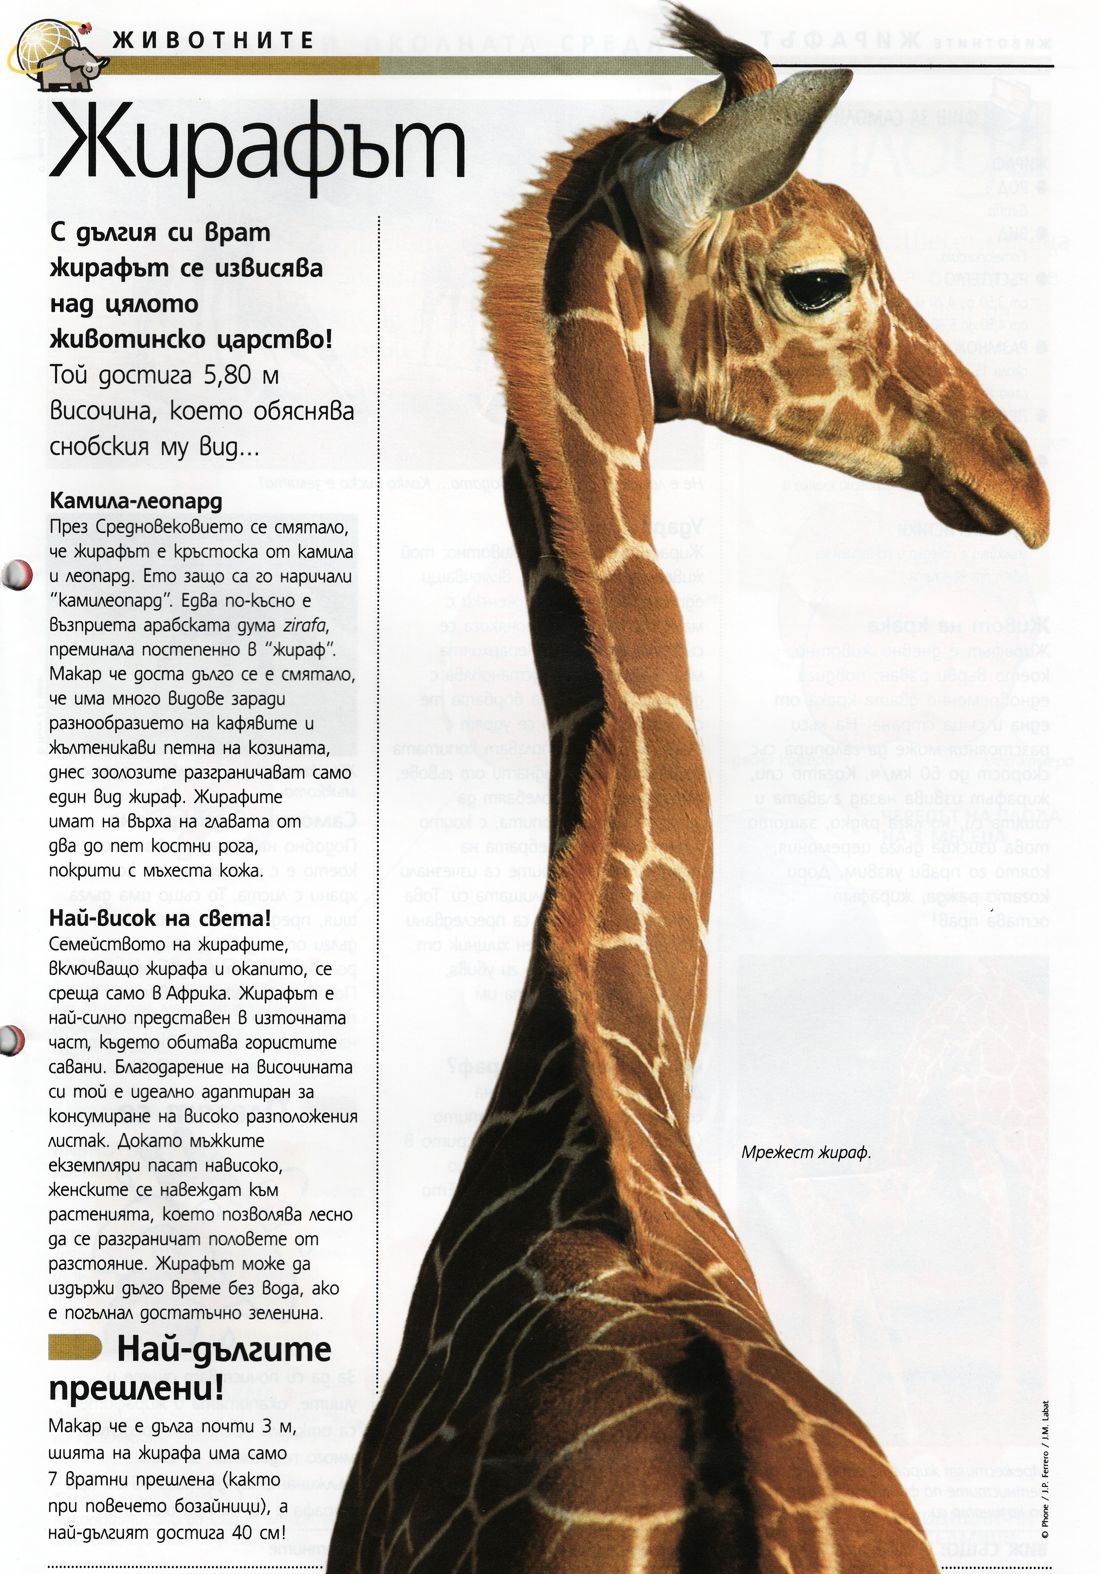 ЖИВОТНИТЕ
Жирафът
С дългия си врат
жирафът се извисява
над цялото
животинско царство!
Той достига 5,80 м
височина, което обяснява
снобския му вид...
Камила-леопард
През Средновековието се смятало,
че жирафът е кръстоска от камила
и леопард. Ето защо са го наричали
"камилеопард". Едва по-късно е
възприета арабската дума zirafa,
преминала постепенно в "жираф".
Макар че доста дълго се е смятало,
че има много видове заради
разнообразието на кафявите и
жълтеникави петна на козината,
днес зоолозите разграничават само
един вид жираф. Жирафите
имат на върха на главата от
два до пет костни рога,
покрити с мъхеста кожа.
Най-висок на света!
Семейството на жирафите,
включващо жирафа и окапито, се
среща само в Африка. Жирафът е
най-силно представен в източната
част, където обитава гористите
савани. Благодарение на височината
си той е идеално адаптиран за
консумиране на високо разположения
листак. Докато мъжките
екземпляри пасат нависоко,
женските се навеждат към
растенията, което позволява лесно
да се разграничат половете от
разстояние. Жирафът може да
издържи дълго време без вода, ако
е погълнал достатъчно зеленина.
Най-дългите
прешлени!
Макар че е дълга почти 3 м,
шията на жирафа има само
7 вратни прешлена (както
при повечето бозайници), а
най-дългият достига 40 см!
Мрежест жираф.
© Phone / J.P. Ferrero / J.M. Labat